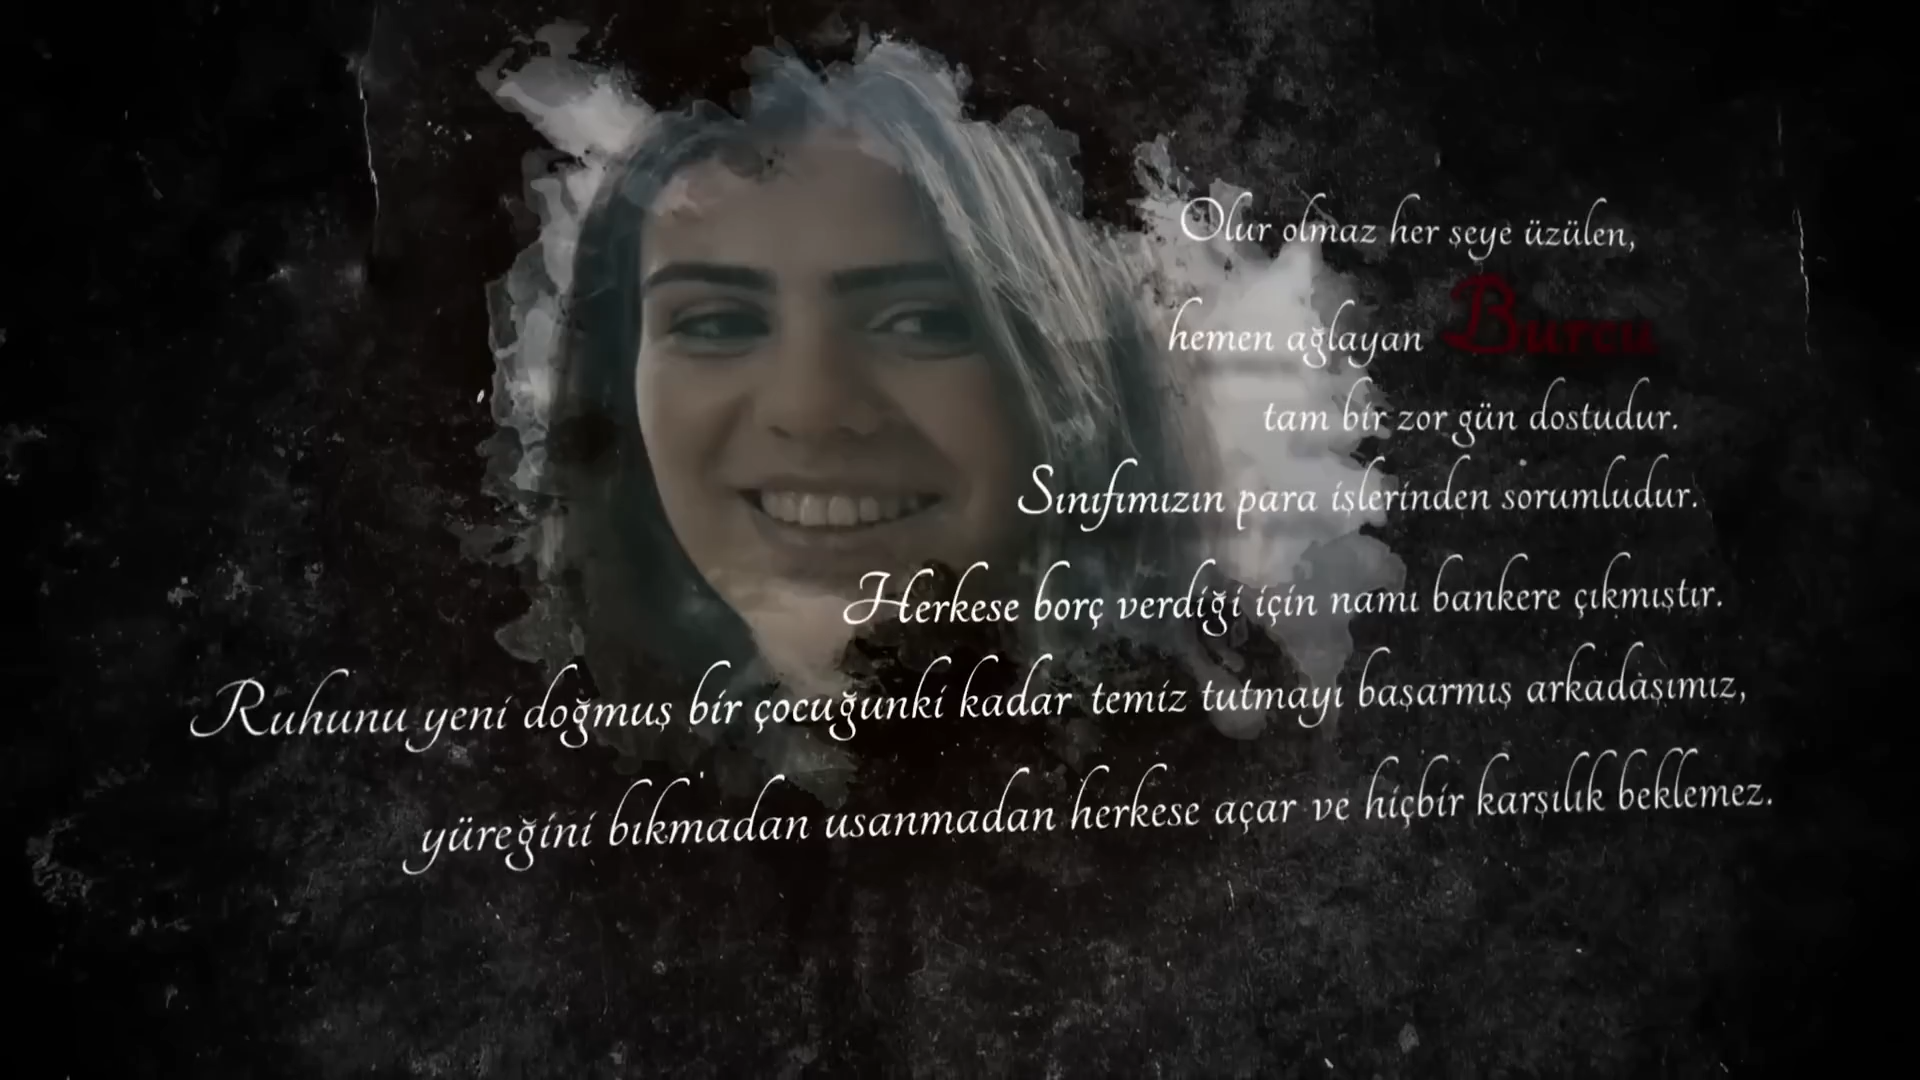 Olur olmaz her şeye üzülen,
hemen ağlayan Burcu
tam bir zor gün dostudur.
Sınıfımızın para işlerinden sorumludur.
Herkese borç verdiği için namı bankere çıkmıştır.
Ruhunu yeni doğmuş bir çocuğunki kadar temiz tutmayı başarmış arkadaşımız,
yüreğini bıkmadan usanmadan herkese açar ve hiçbir karşılık beklemez.